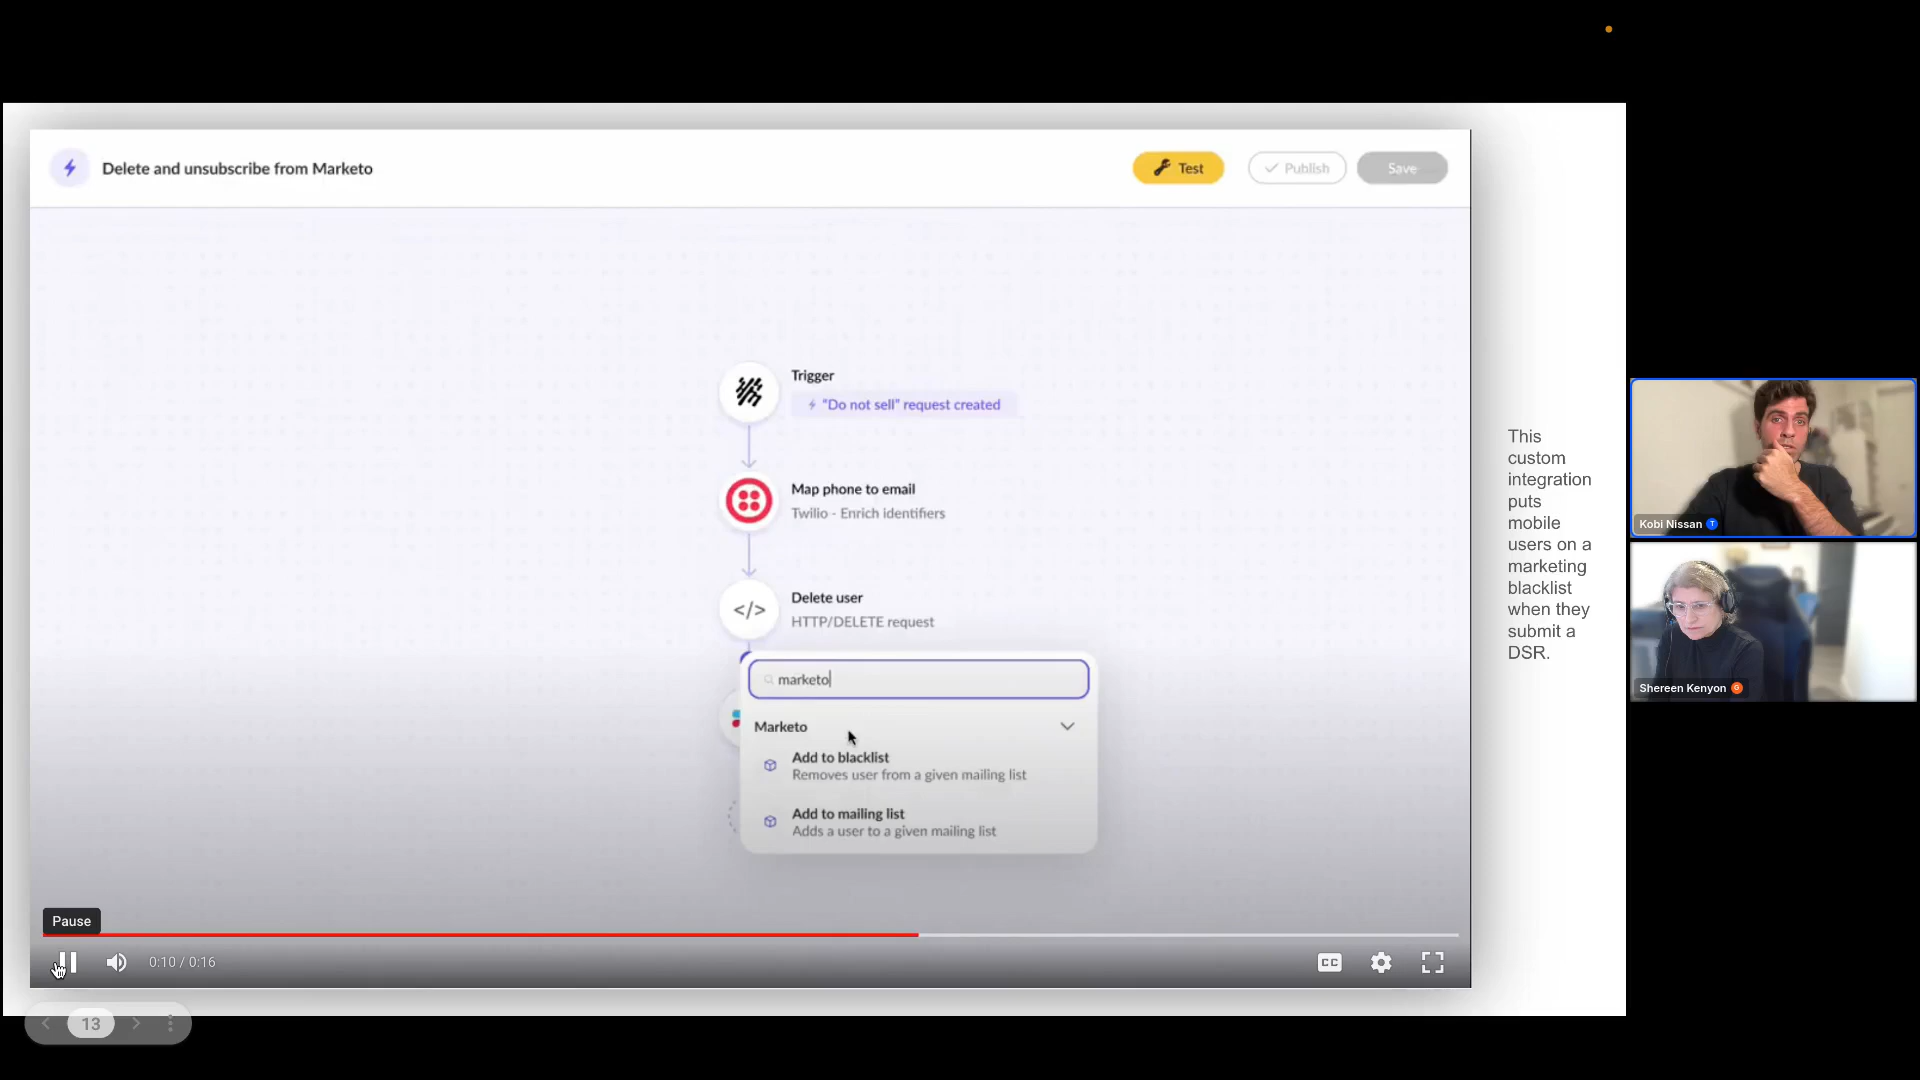 Delete and unsubscribe from Marketo
Test
Publish
Save
Trigger
"Do not sell" request created
Map phone to email
Twilio - Enrich identifiers
</>
Delete user
HTTP/DELETE request
marketo
Marketo
Add to blacklist
Removes user from a given mailing list
Add to mailing list
Adds a user to a given mailing list
Pause
0:10 / 0:16
CC
13
This
custom
integration
puts
mobile
users on a
marketing
blacklist
when they
submit a
DSR.
Kobi Nissan
Shereen Kenyon